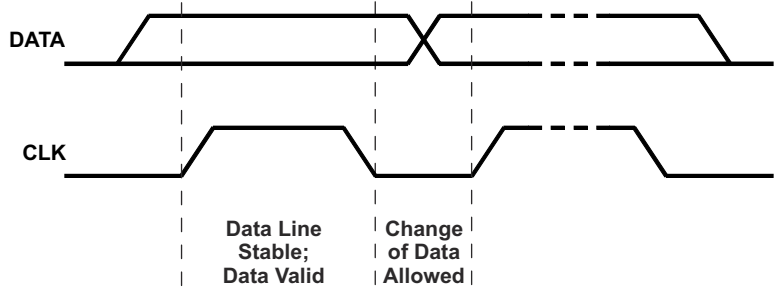 DATA
CLK
Data Line
Stable;
Data Valid
Change
of Data
Allowed